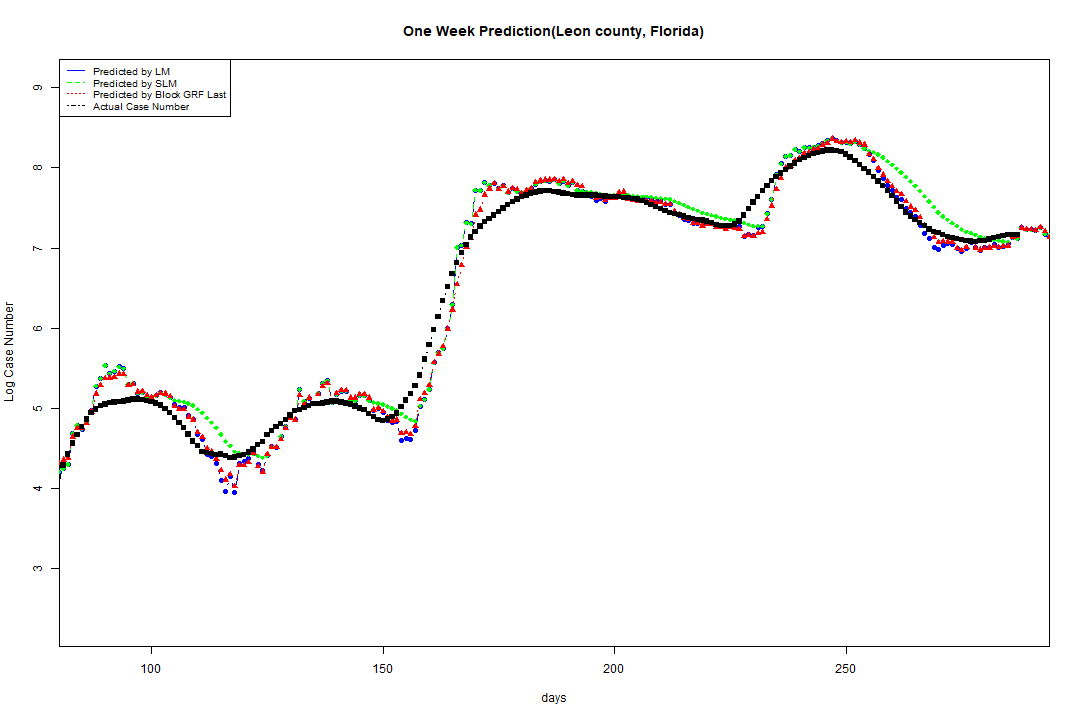 One Week Prediction(Leon county, Florida)
Predicted by LM
Predicted by SLM
Predicted by Block GRF Last
Actual Case Number
9
8
7
6
5
4
3
Log Case Number
100 150 200 250
days